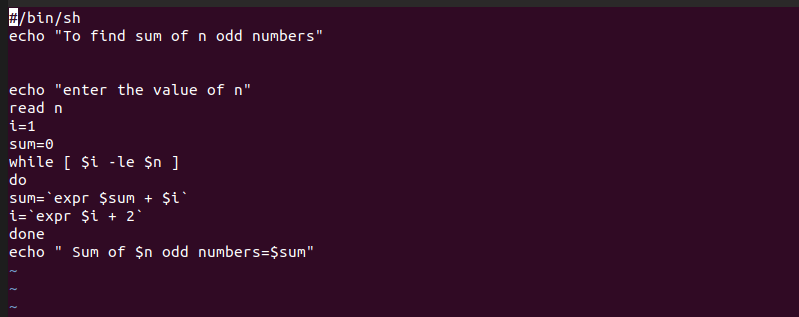 #/bin/sh
echo "To find sum of n odd numbers"
echo "enter the value of n"
read n
i=1
sum=0
while [ $i -le $n ]
do
sum=`expr $sum + $i`
i=`expr $i + 2`
done
echo " Sum of $n odd numbers=$sum"
~
~
~